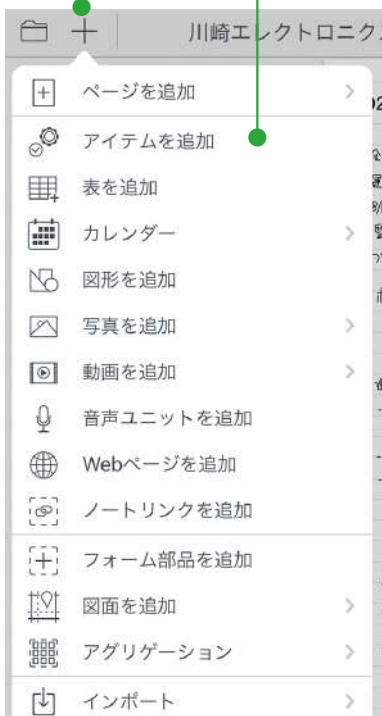 川崎エレクトロニク
ページを追加
アイテムを追加
表を追加
カレンダー
図形を追加
写真を追加
動画を追加
音声ユニットを追加
Webページを追加
ノートリンクを追加
フォーム部品を追加
図面を追加
アグリゲーション
インポート